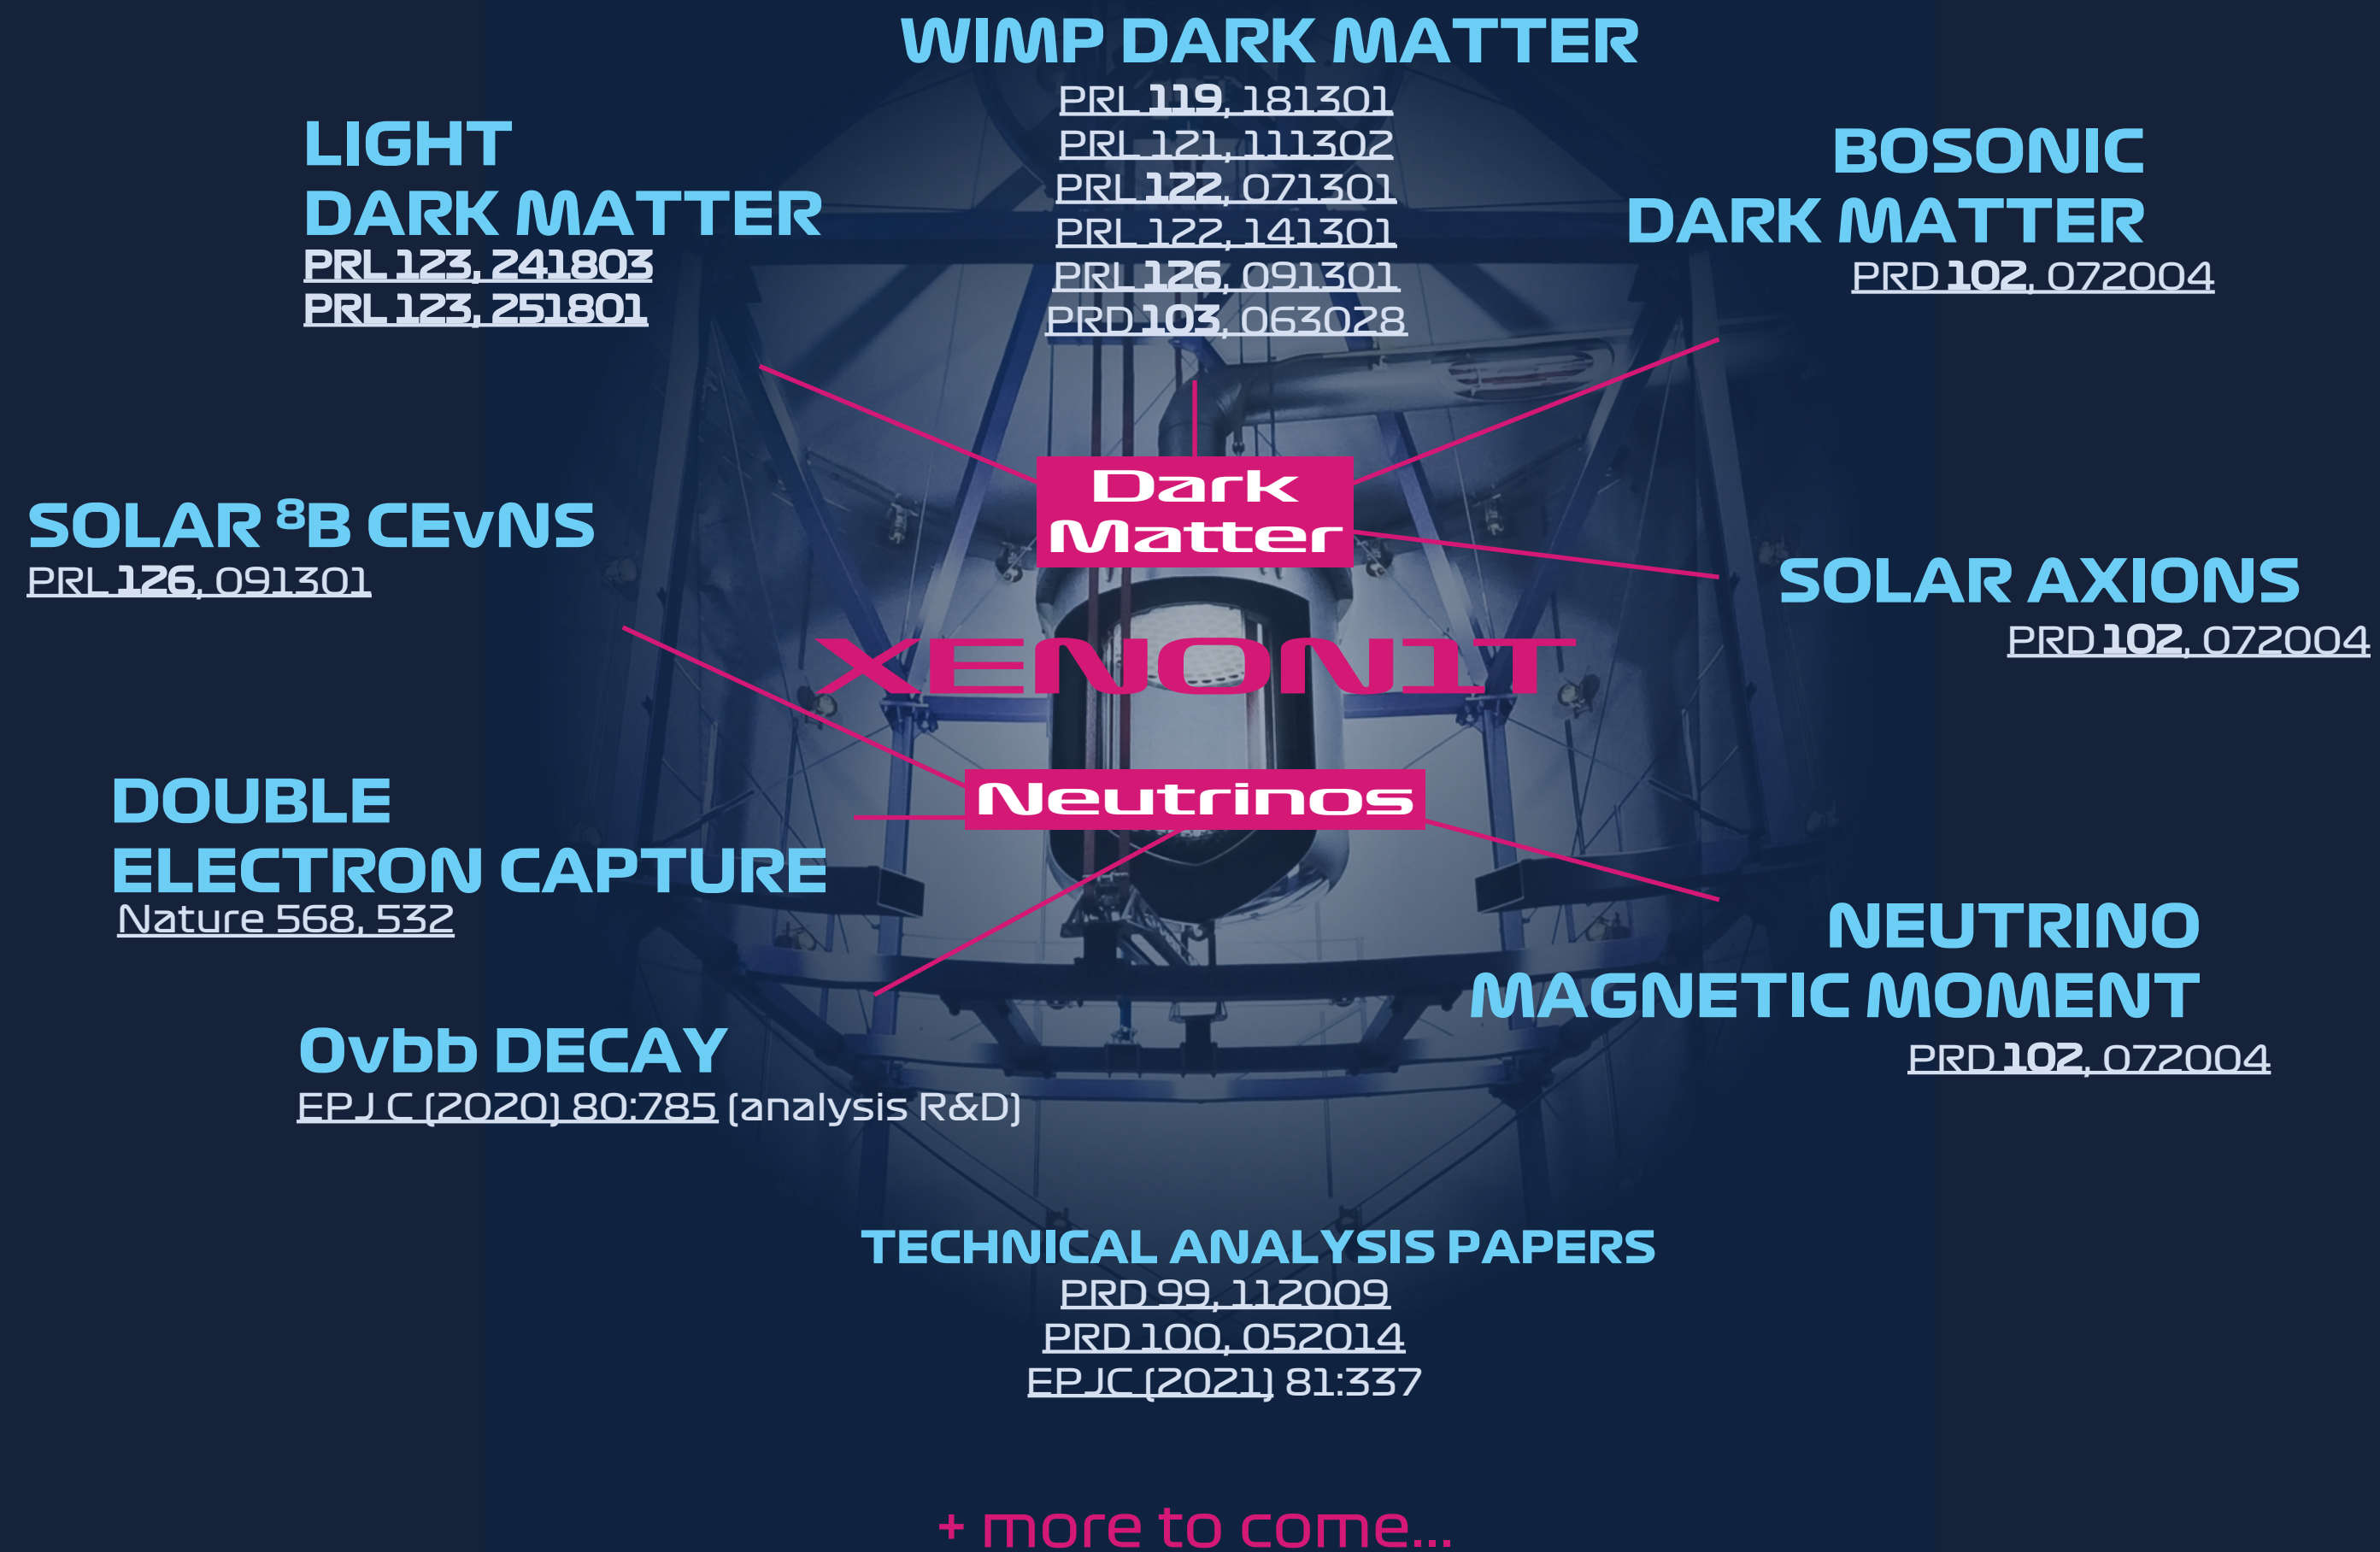 WIMP DARK MATTER
PRL 119, 181301
PRL 121, 111302
PRL 122, 071301
PRL 122, 141301
PRL 126, 091301
PRD 103, 063028
LIGHT
DARK MATTER
PRL 123, 241803
PRL 123, 251801
BOSONIC
DARK MATTER
PRD 102, 072004
Dark
Matter
SOLAR ⁸B CEvNS
PRL 126, 091301
SOLAR AXIONS
PRD 102, 072004
XENON1T
Neutrinos
DOUBLE
ELECTRON CAPTURE
Nature 568, 532
NEUTRINO
MAGNETIC MOMENT
PRD 102, 072004
0vbb DECAY
EPJ C (2020) 80:785 (analysis R&D)
TECHNICAL ANALYSIS PAPERS
PRD 99, 112009
PRD 100, 052014
EPJC (2021) 81:337
+ more to come...